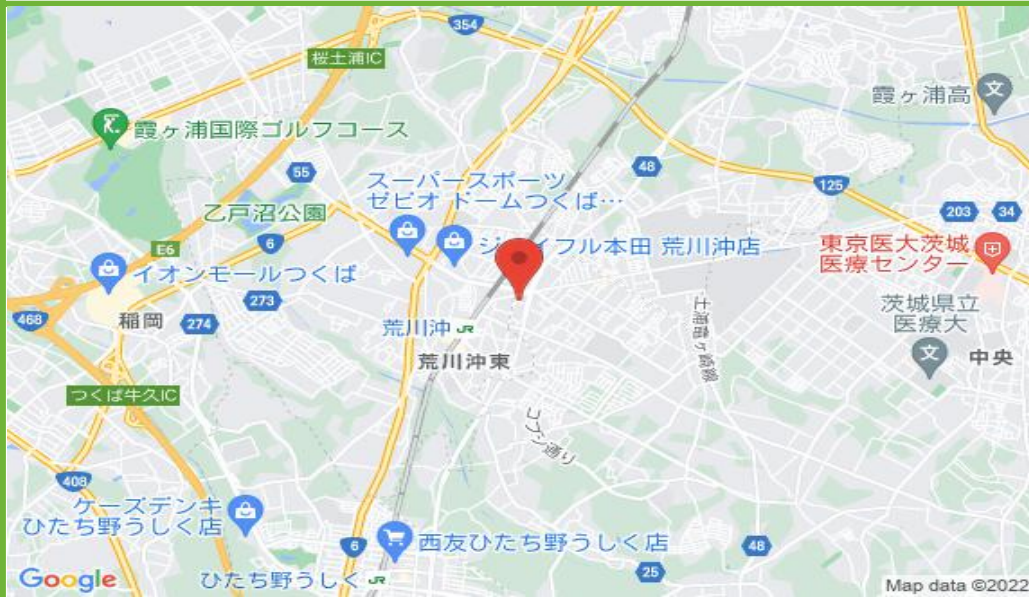 354
桜土浦IC
霞ヶ浦高
霞ヶ浦国際ゴルフコース
48
55
スーパースポーツ
ゼビオ ドームつくば…
125
乙戸沼公園
203
34
6
E6
ジョイフル本田 荒川沖店
東京医大茨城
医療センター
イオンモールつくば
273
468
稲岡
274
荒川沖 JR
土浦竜ヶ崎線
茨城県立
医療大
荒川沖東
中央
つくば牛久IC
コブシ通り
408
ケーズデンキ
ひたち野うしく店
6
西友ひたち野うしく店
48
25
Google
ひたち野うしく JR
Map data ©2022